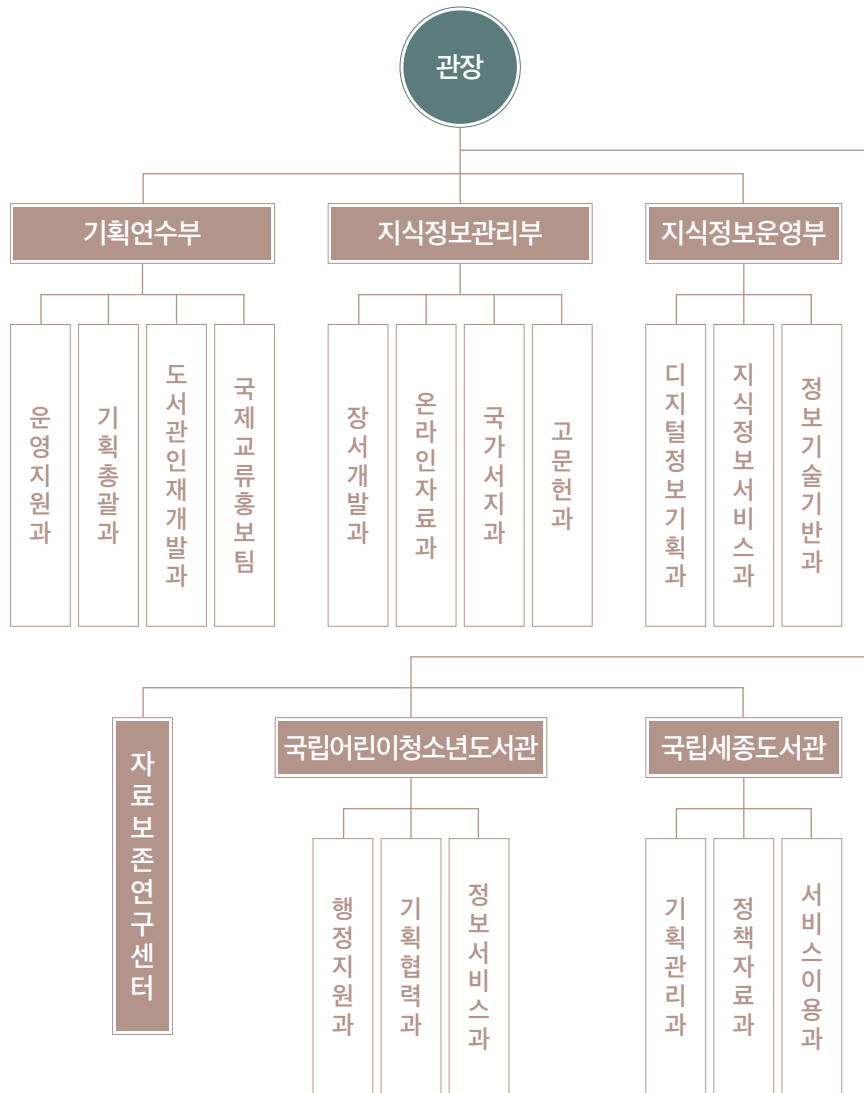 관장
기획연수부
지식정보관리부
지식정보운영부
운영지원과
기획총괄과
도서관인재개발과
국제교류홍보팀
장서개발과
온라인자료과
국가서지과
고문헌과
디지털정보기획과
지식정보서비스과
정보기술기반과
자료보존연구센터
국립어린이청소년도서관
국립세종도서관
행정지원과
기획협력과
정보서비스과
기획관리과
정책자료과
서비스이용과